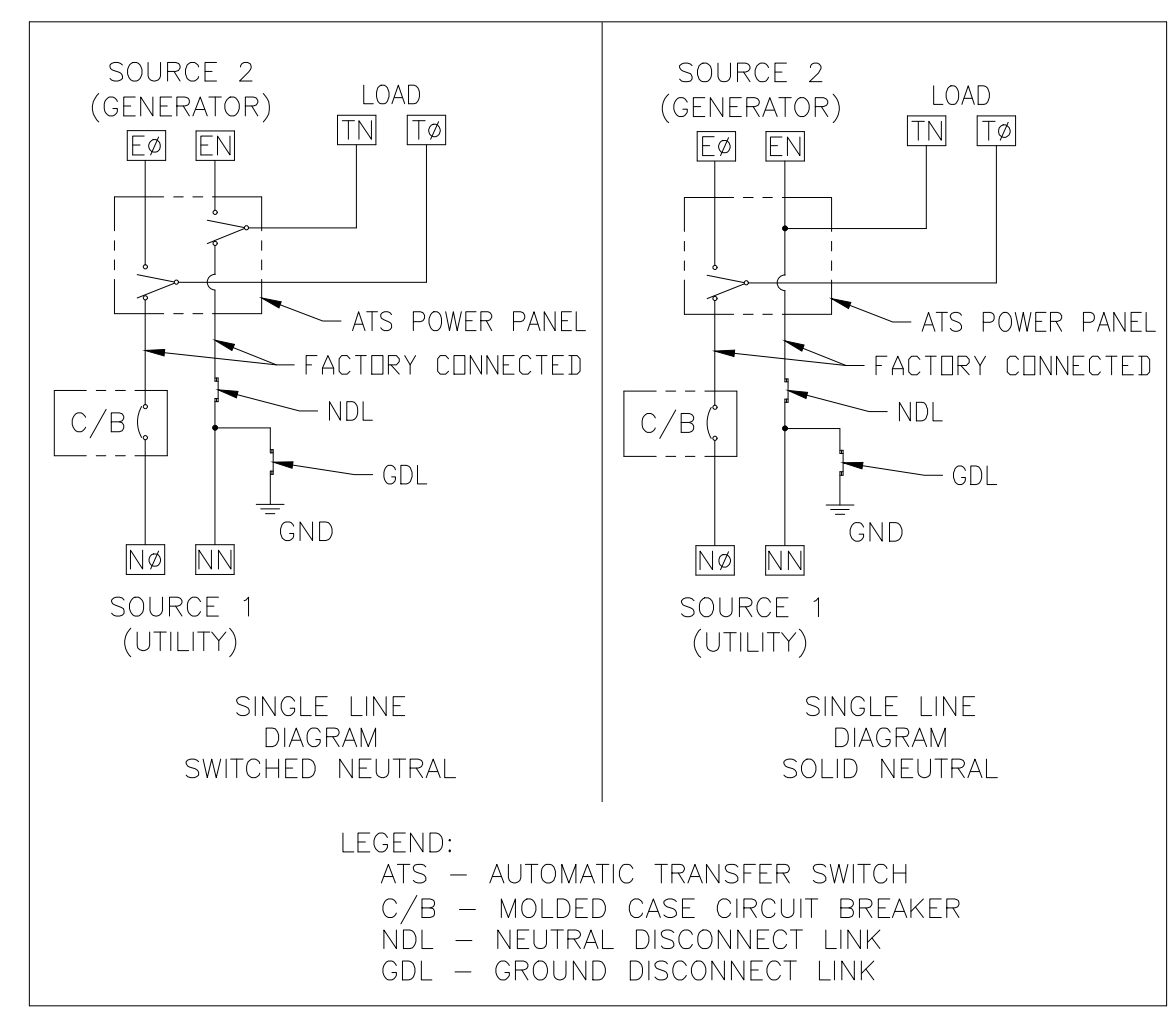 SOURCE 2
(GENERATOR)
LOAD
EØ
EN
TN
TØ
ATS POWER PANEL
FACTORY CONNECTED
C/B
NDL
GDL
GND
NØ
NN
SOURCE 1
(UTILITY)
SINGLE LINE
DIAGRAM
SWITCHED NEUTRAL
SOURCE 2
(GENERATOR)
LOAD
EØ
EN
TN
TØ
ATS POWER PANEL
FACTORY CONNECTED
C/B
NDL
GDL
GND
NØ
NN
SOURCE 1
(UTILITY)
SINGLE LINE
DIAGRAM
SOLID NEUTRAL
LEGEND:
ATS – AUTOMATIC TRANSFER SWITCH
C/B – MOLDED CASE CIRCUIT BREAKER
NDL – NEUTRAL DISCONNECT LINK
GDL – GROUND DISCONNECT LINK